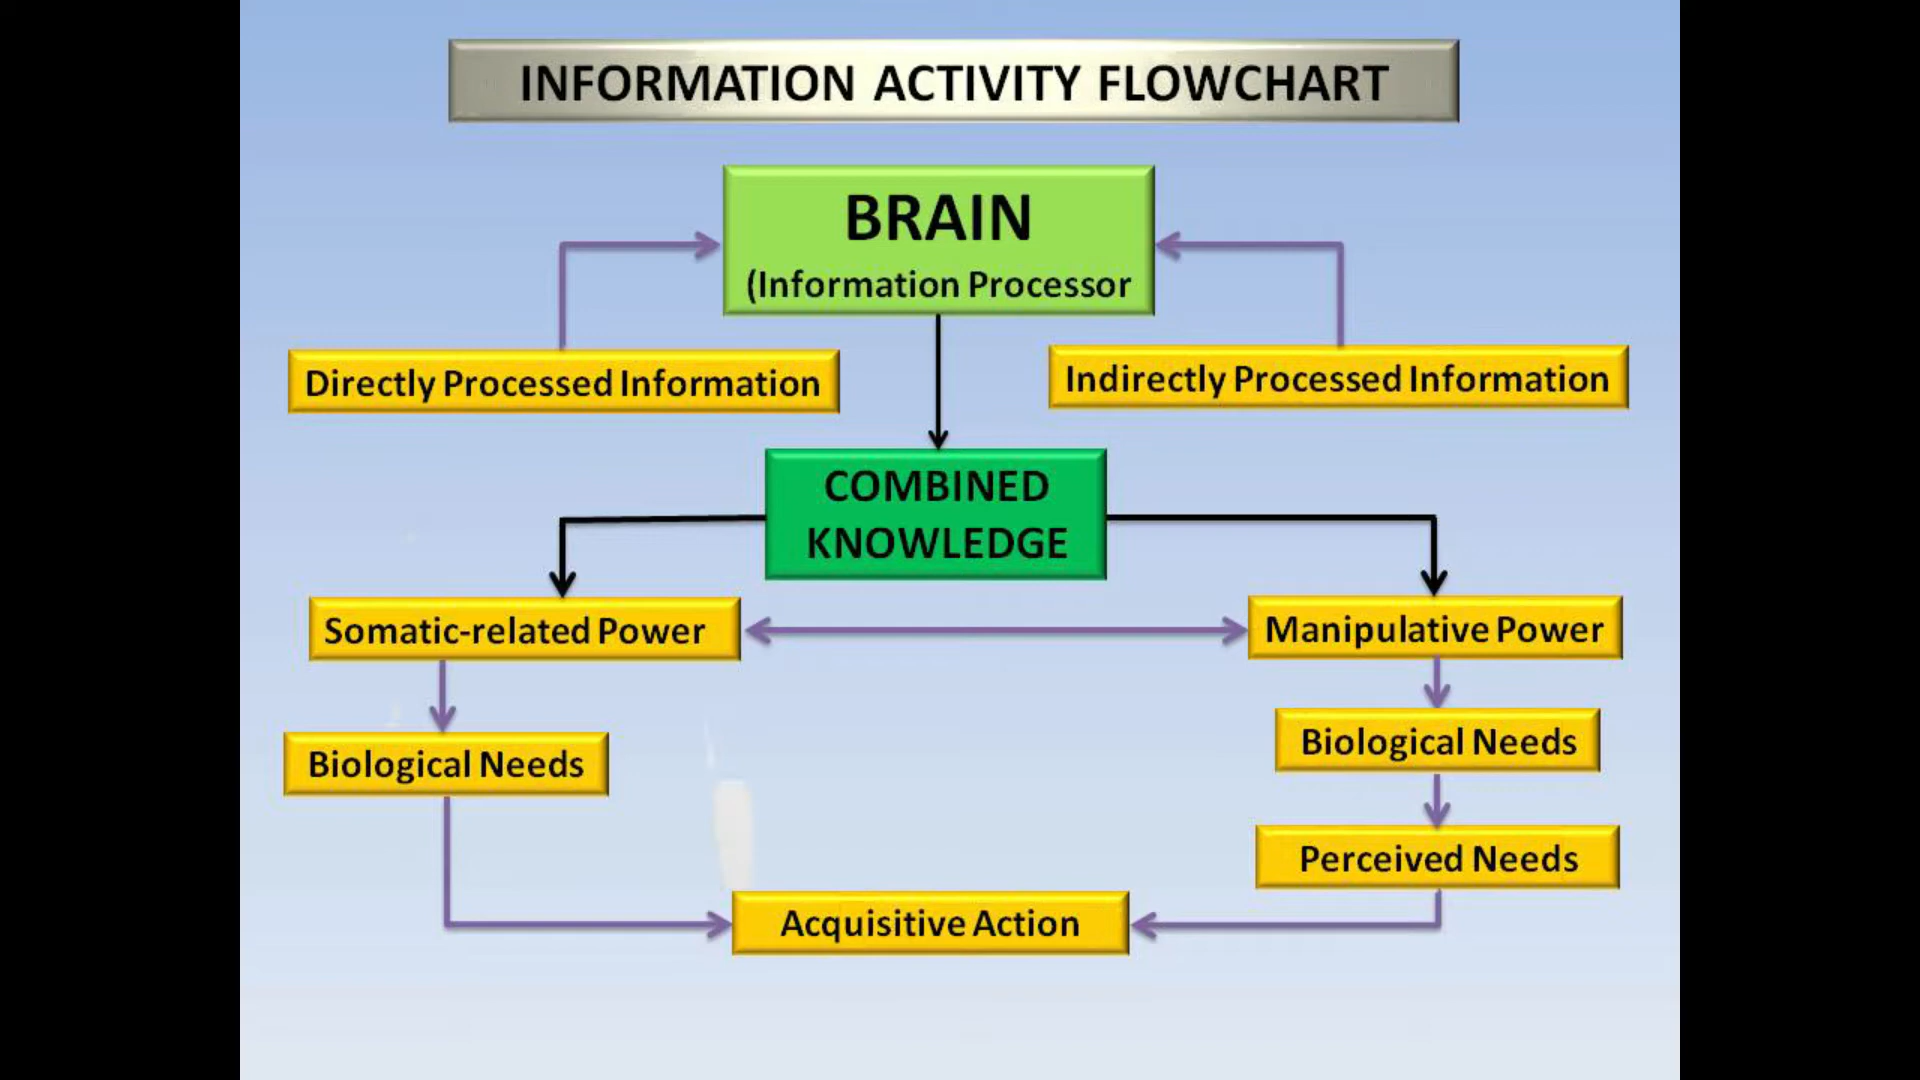 INFORMATION ACTIVITY FLOWCHART
BRAIN
(Information Processor
Directly Processed Information
Indirectly Processed Information
COMBINED
KNOWLEDGE
Somatic-related Power
Manipulative Power
Biological Needs
Biological Needs
Perceived Needs
Acquisitive Action